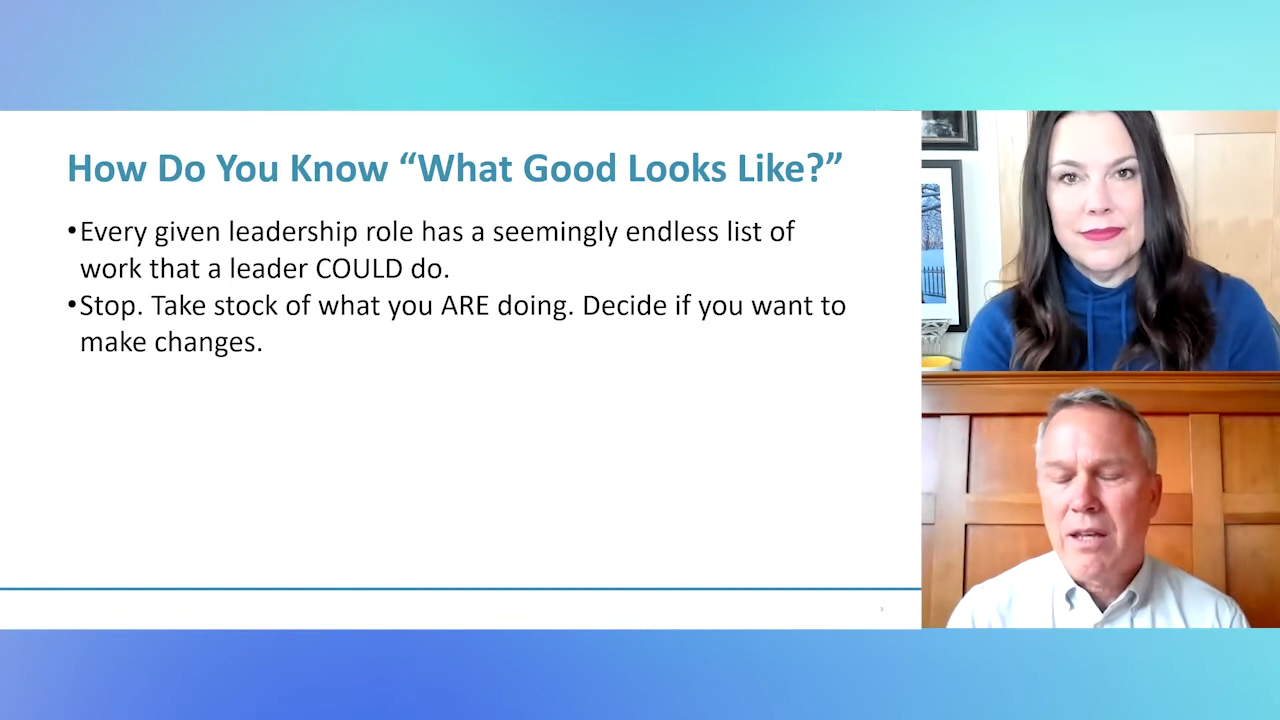 How Do You Know “What Good Looks Like?”
•Every given leadership role has a seemingly endless list of
work that a leader COULD do.
•Stop. Take stock of what you ARE doing. Decide if you want to
make changes.
3